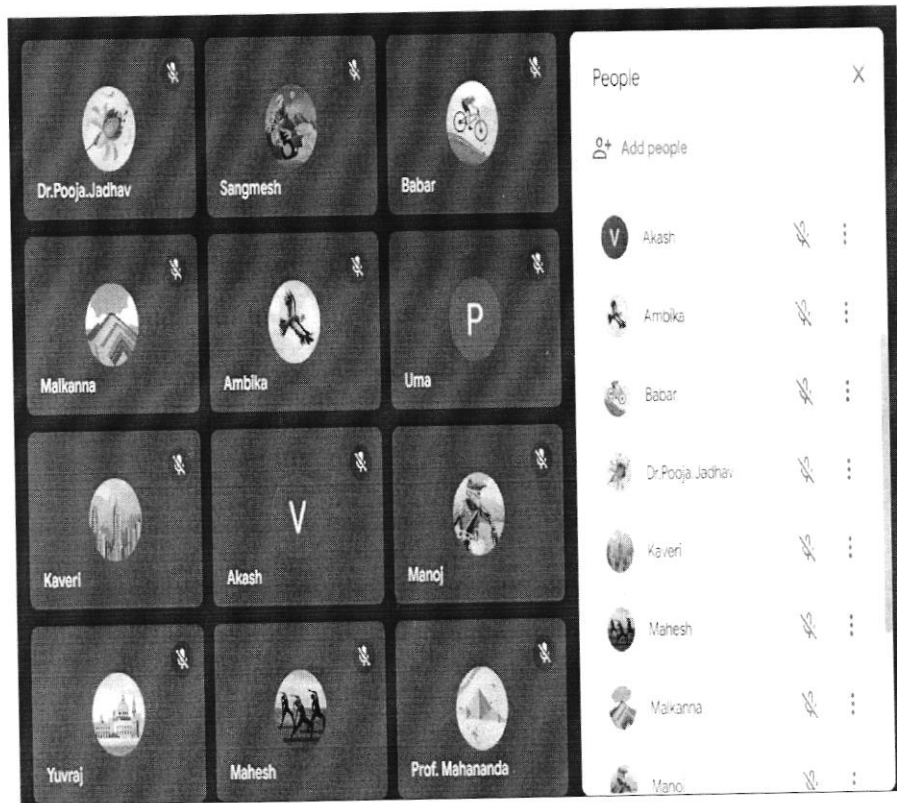 Dr.Pooja.Jadhav
Sangmesh
Babar
Malkanna
Ambika
P
Uma
Kaveri
V
Akash
Manoj
Yuvraj
Mahesh
Prof. Mahananda
People
Add people
V Akash
Ambika
Babar
Dr.Pooja.Jadhav
Kaveri
Mahesh
Malkanna
Manoj